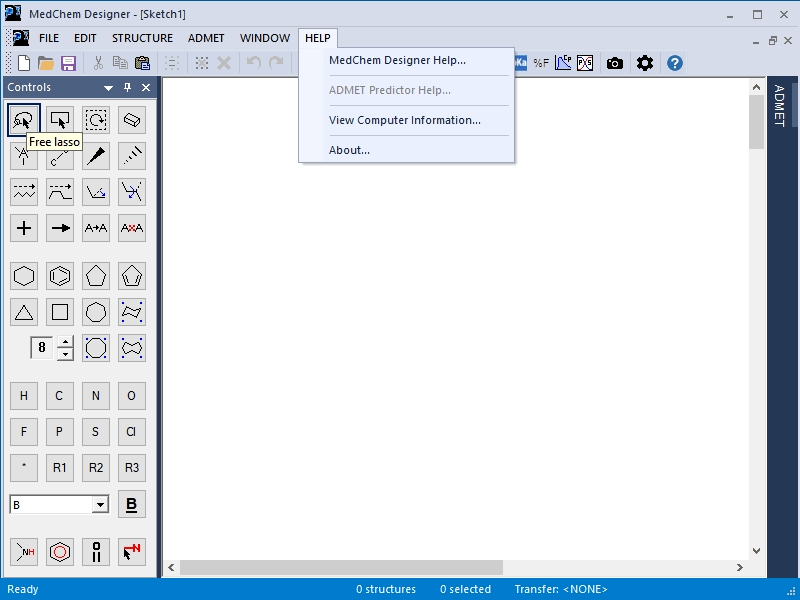 MedChem Designer - [Sketch1]
FILE EDIT STRUCTURE ADMET WINDOW HELP
MedChem Designer Help...
ADMET Predictor Help...
View Computer Information...
About...
%F
Controls
Free lasso
A→A
8
H C N O
F P S Cl
* R1 R2 R3
B B
NH N
ADMET
Ready 0 structures 0 selected Transfer: <NONE>